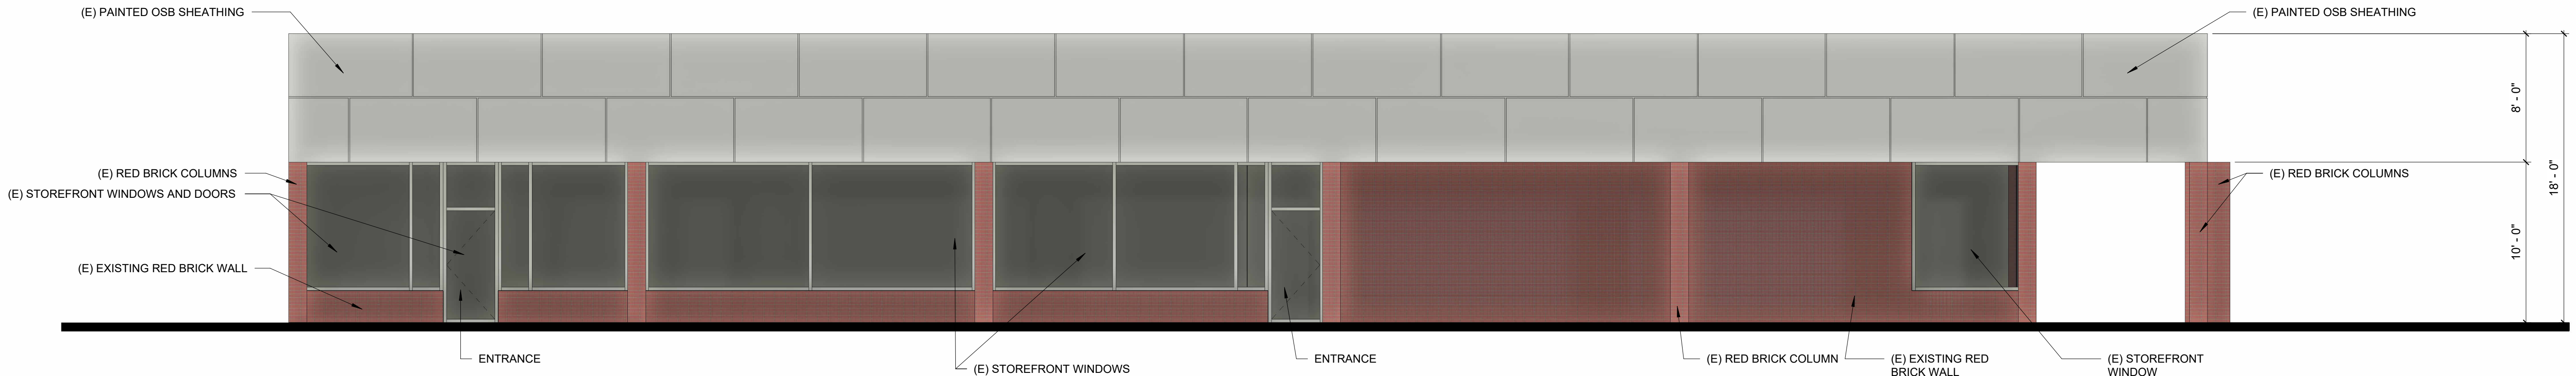 (E) PAINTED OSB SHEATHING
(E) PAINTED OSB SHEATHING
8' - 0"
18' - 0"
(E) RED BRICK COLUMNS
(E) RED BRICK COLUMNS
(E) STOREFRONT WINDOWS AND DOORS
10' - 0"
(E) EXISTING RED BRICK WALL
ENTRANCE
(E) STOREFRONT WINDOWS
ENTRANCE
(E) RED BRICK COLUMN
(E) EXISTING RED
BRICK WALL
(E) STOREFRONT
WINDOW